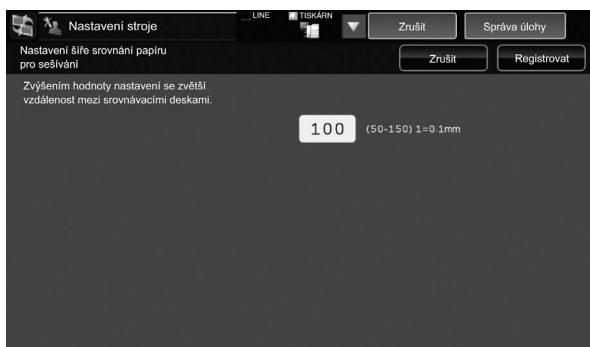 Nastavení stroje
LINE
TISKÁRN
Zrušit
Správa úlohy
Nastavení šíře srovnání papíru
pro sešívání
Zrušit
Registrovat
Zvýšením hodnoty nastavení se zvětší
vzdálenost mezi srovnávacími deskami.
100 (50-150) 1=0.1mm